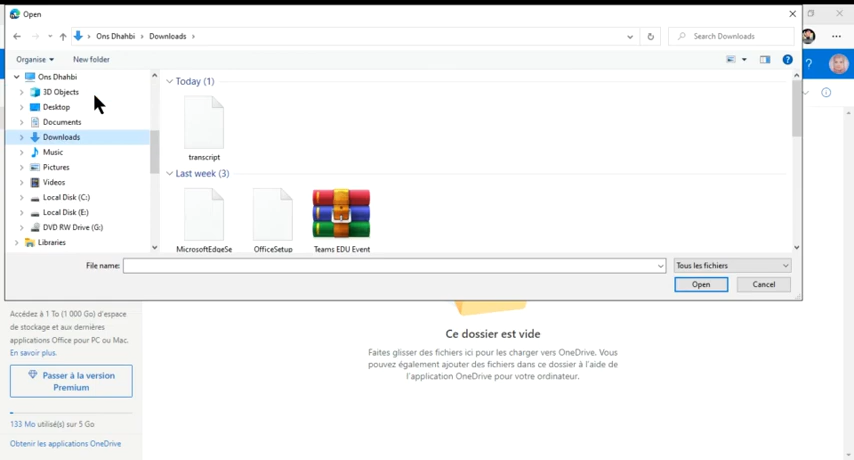 Open
Ons Dhahbi
Downloads
Search Downloads
Organise
New folder
Ons Dhahbi
3D Objects
Desktop
Documents
Downloads
Music
Pictures
Videos
Local Disk (C:)
Local Disk (E:)
DVD RW Drive (G:)
Libraries
Today (1)
transcript
Last week (3)
MicrosoftEdgeSe
OfficeSetup
Teams EDU Event
File name:
Tous les fichiers
Open
Cancel
Accédez à 1 To (1 000 Go) d'espace
de stockage et aux dernières
applications Office pour PC ou Mac.
En savoir plus.
Passer à la version
Premium
133 Mo utilisé(s) sur 5 Go
Obtenir les applications OneDrive
Ce dossier est vide
Faites glisser des fichiers ici pour les charger vers OneDrive. Vous
pouvez également ajouter des fichiers dans ce dossier à l'aide de
l'application OneDrive pour votre ordinateur.